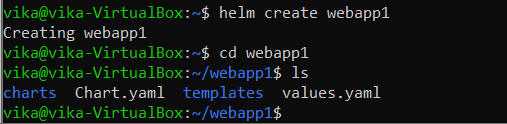 vika@vika-VirtualBox:~$ helm create webapp1
Creating webapp1
vika@vika-VirtualBox:~$ cd webapp1
vika@vika-VirtualBox:~/webapp1$ ls
charts  Chart.yaml  templates  values.yaml
vika@vika-VirtualBox:~/webapp1$